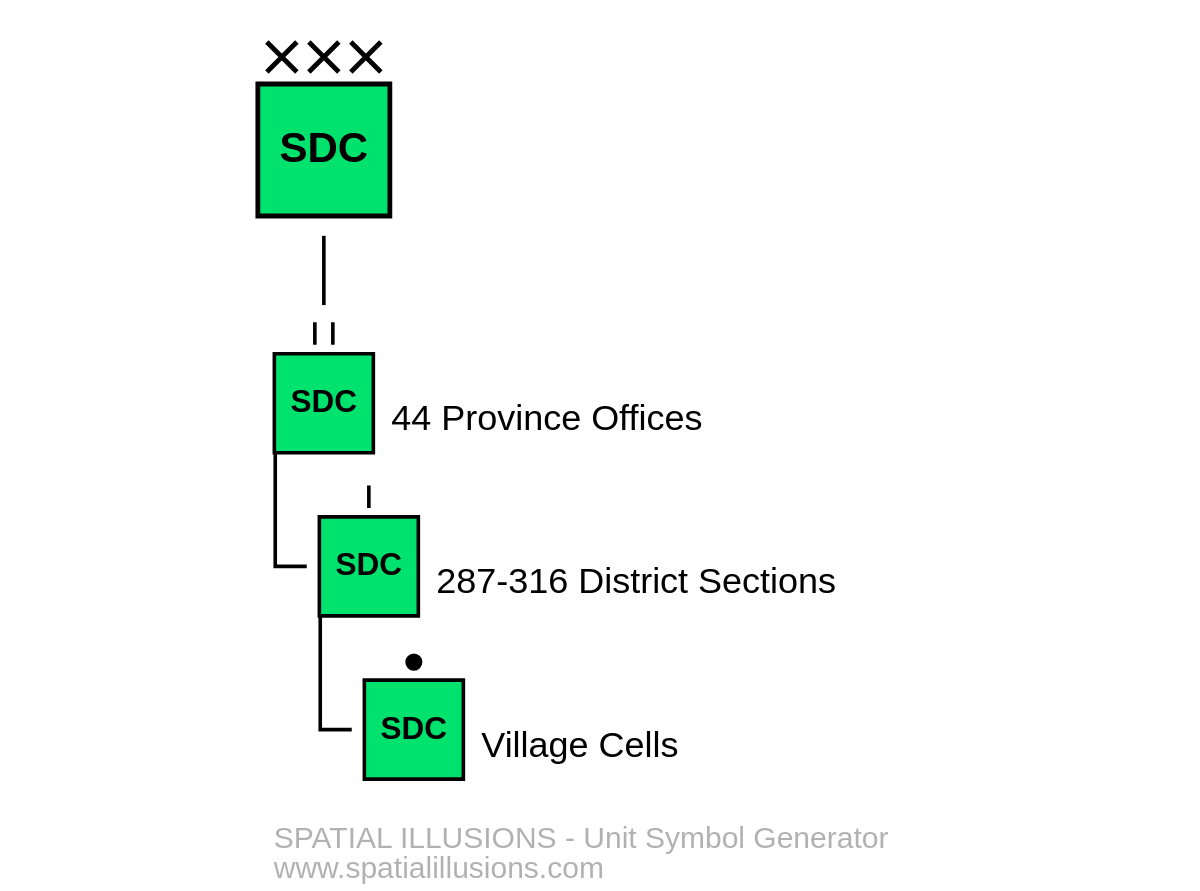 SDC
SDC
44 Province Offices
SDC
287-316 District Sections
SDC
Village Cells
SPATIAL ILLUSIONS - Unit Symbol Generator
www.spatialillusions.com